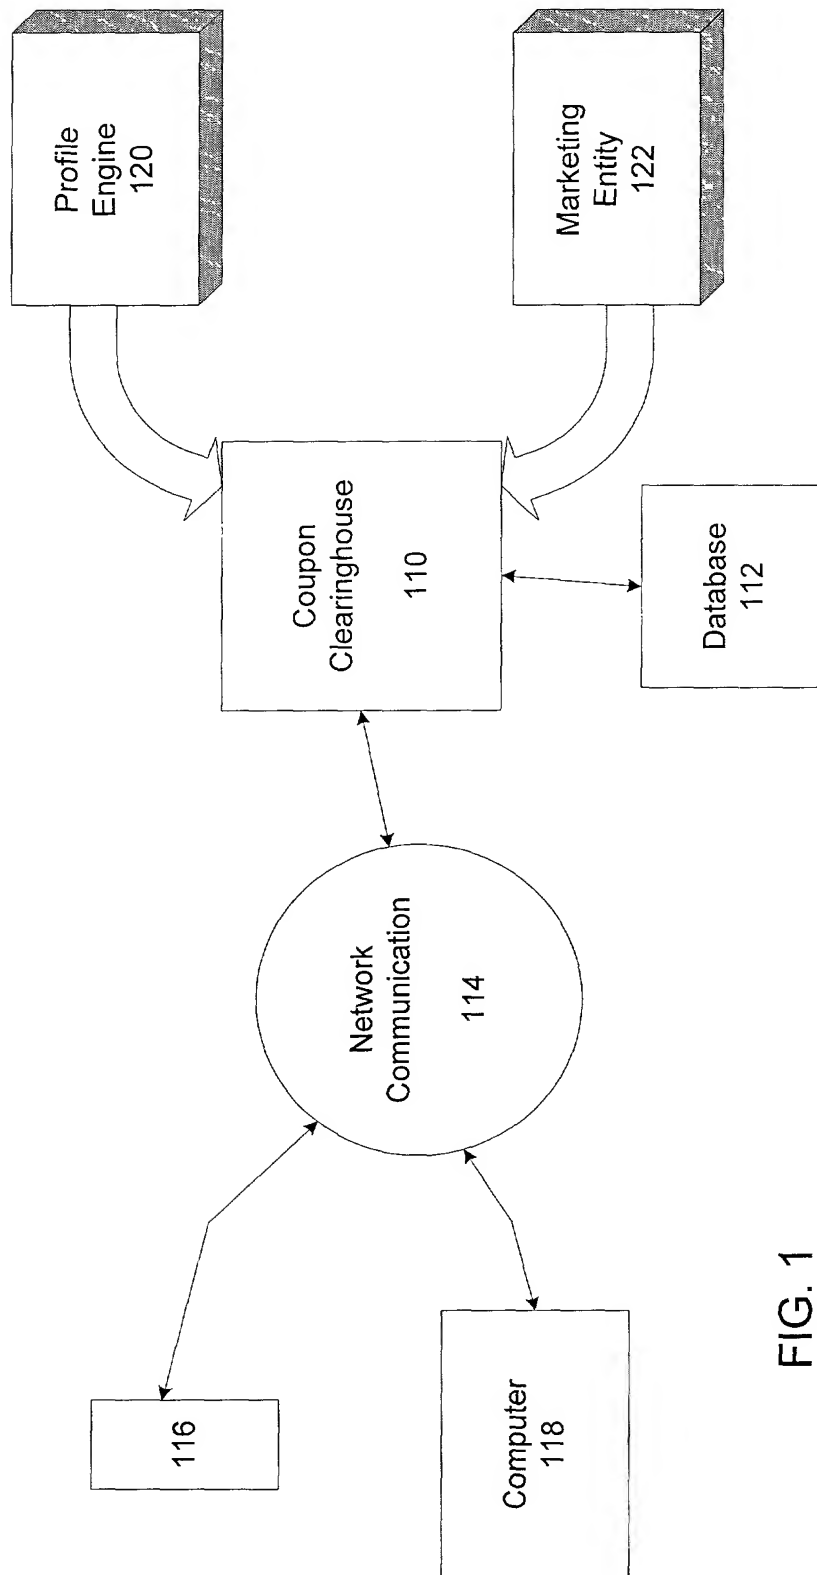 Profile
Engine
120
Marketing
Entity
122
Coupon
Clearinghouse
110
Database
112
Network
Communication
114
116
Computer
118
FIG. 1